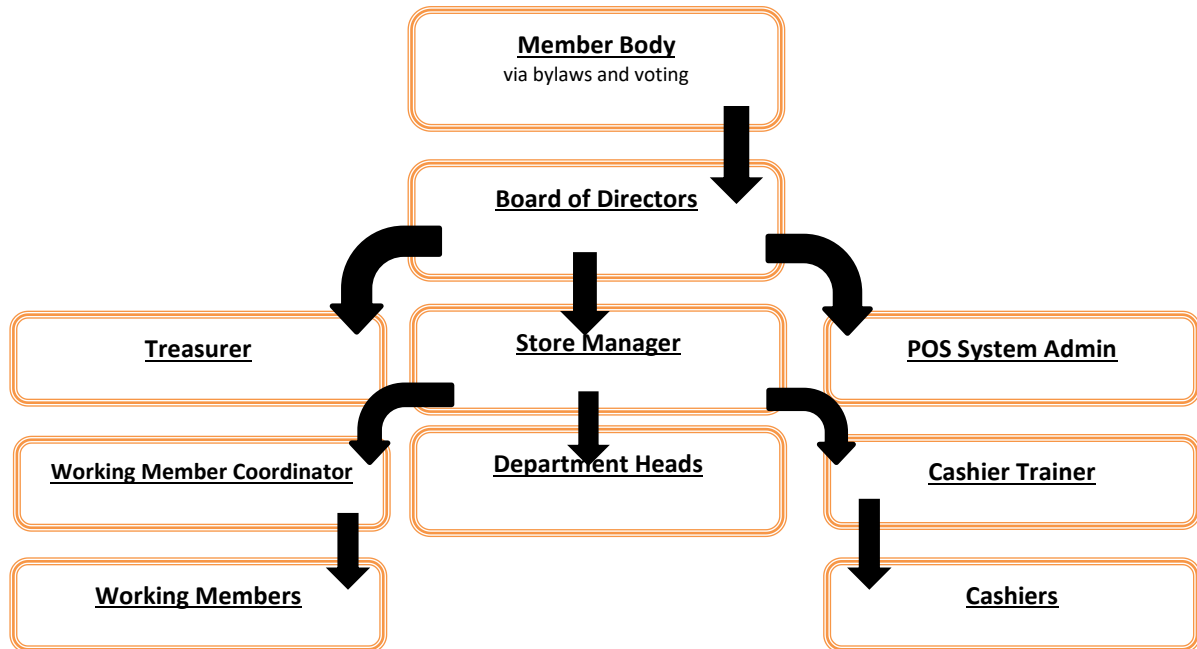 Member Body
via bylaws and voting
Board of Directors
Treasurer
Store Manager
POS System Admin
Working Member Coordinator
Department Heads
Cashier Trainer
Working Members
Cashiers